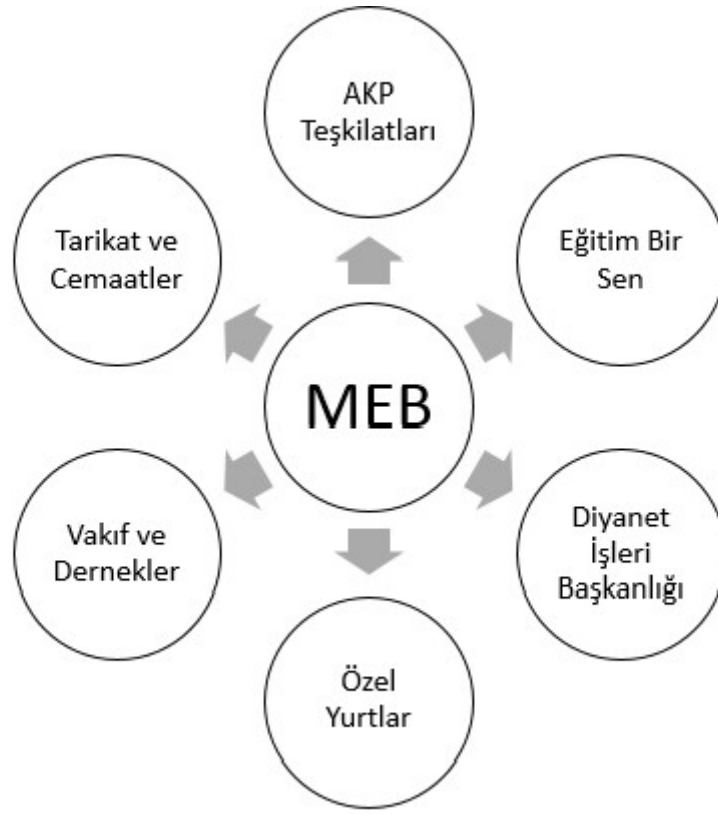 AKP
Teşkilatları
Tarikat ve
Cemaatler
Eğitim Bir
Sen
MEB
Vakıf ve
Dernekler
Diyanet
İşleri
Başkanlığı
Özel
Yurtlar